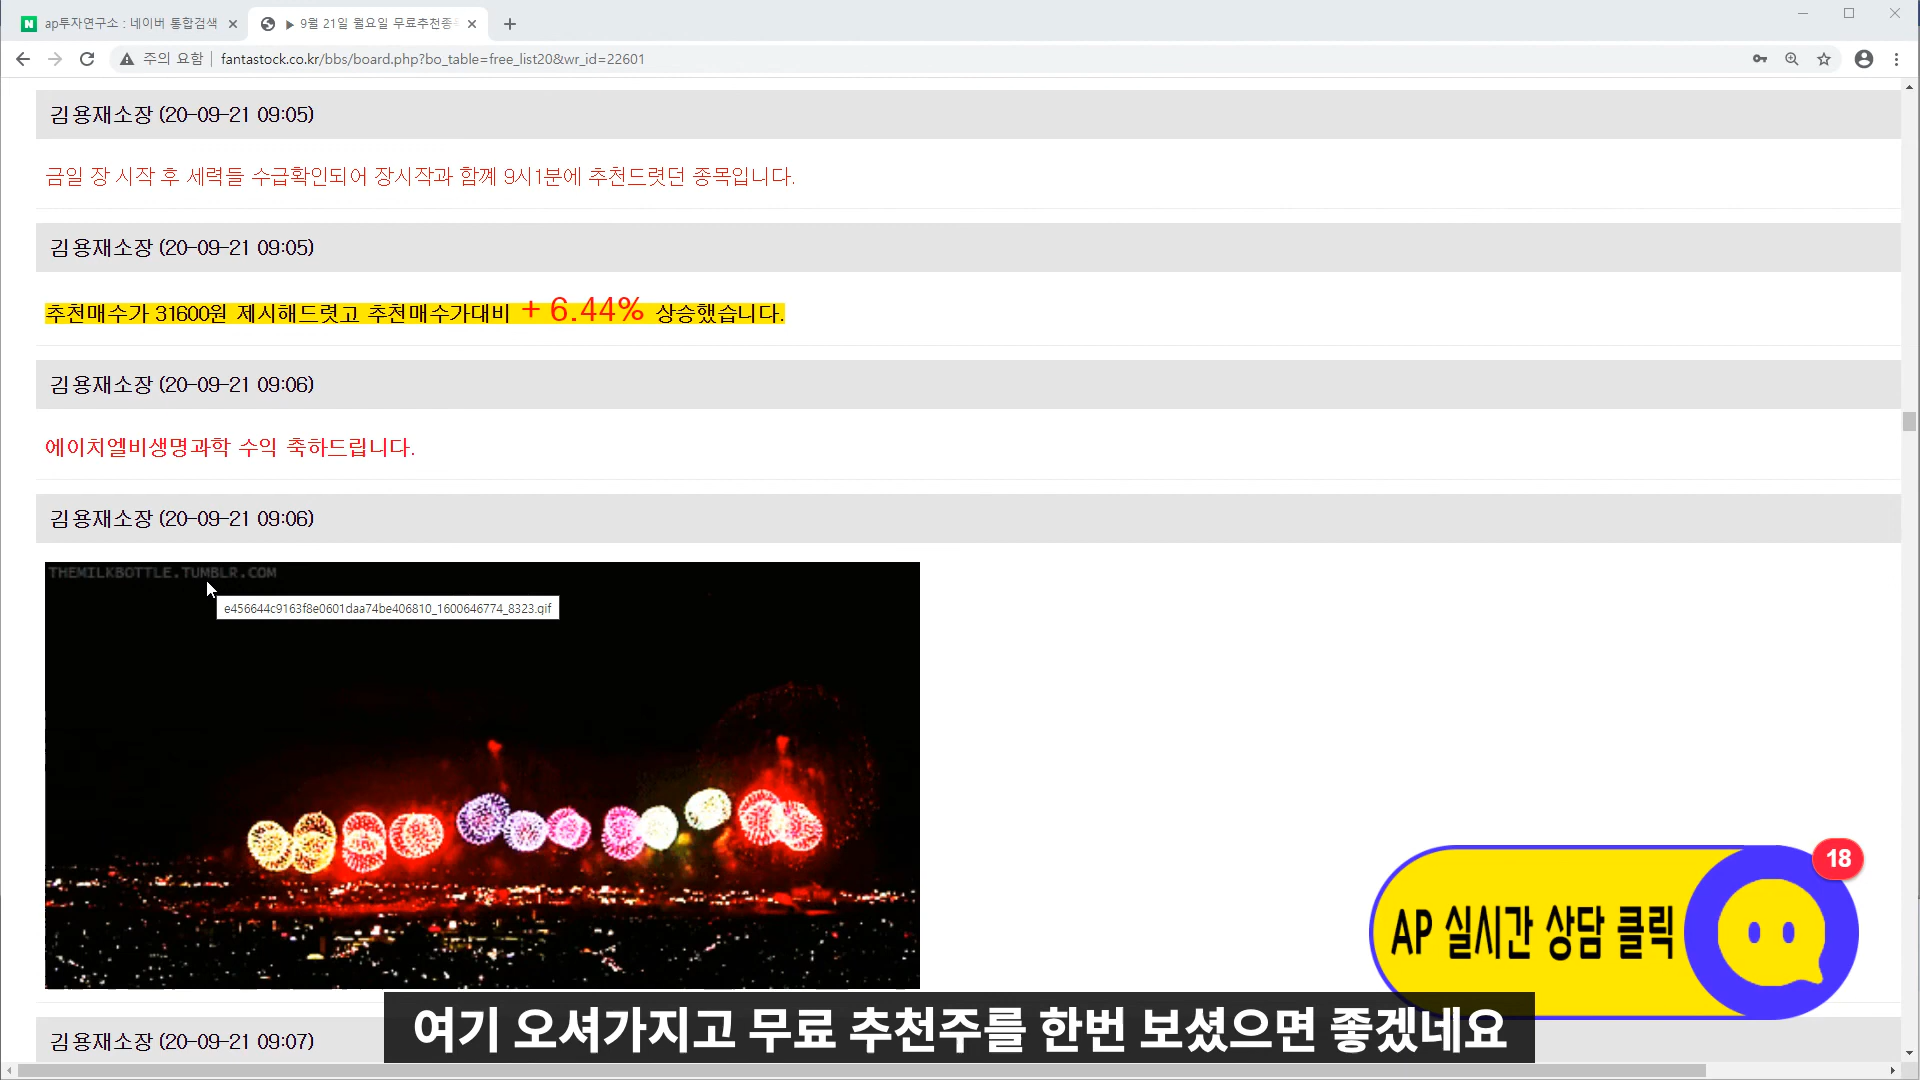 ap투자연구소 : 네이버 통합검색
▶ 9월 21일 월요일 무료추천종목
주의 요함 | fantastock.co.kr/bbs/board.php?bo_table=free_list20&wr_id=22601
김용재소장 (20-09-21 09:05)
금일 장 시작 후 세력들 수급확인되어 장시작과 함꼐 9시1분에 추천드렷던 종목입니다.
김용재소장 (20-09-21 09:05)
추천매수가 31600원 제시해드렷고 추천매수가대비 + 6.44% 상승했습니다.
김용재소장 (20-09-21 09:06)
에이치엘비생명과학 수익 축하드립니다.
김용재소장 (20-09-21 09:06)
THEMILKBOTTLE.TUMBLR.COM
e456644c9163f8e0601daa74be406810_1600646774_8323.gif
18
AP 실시간 상담 클릭
여기 오셔가지고 무료 추천주를 한번 보셨으면 좋겠네요
김용재소장 (20-09-21 09:07)